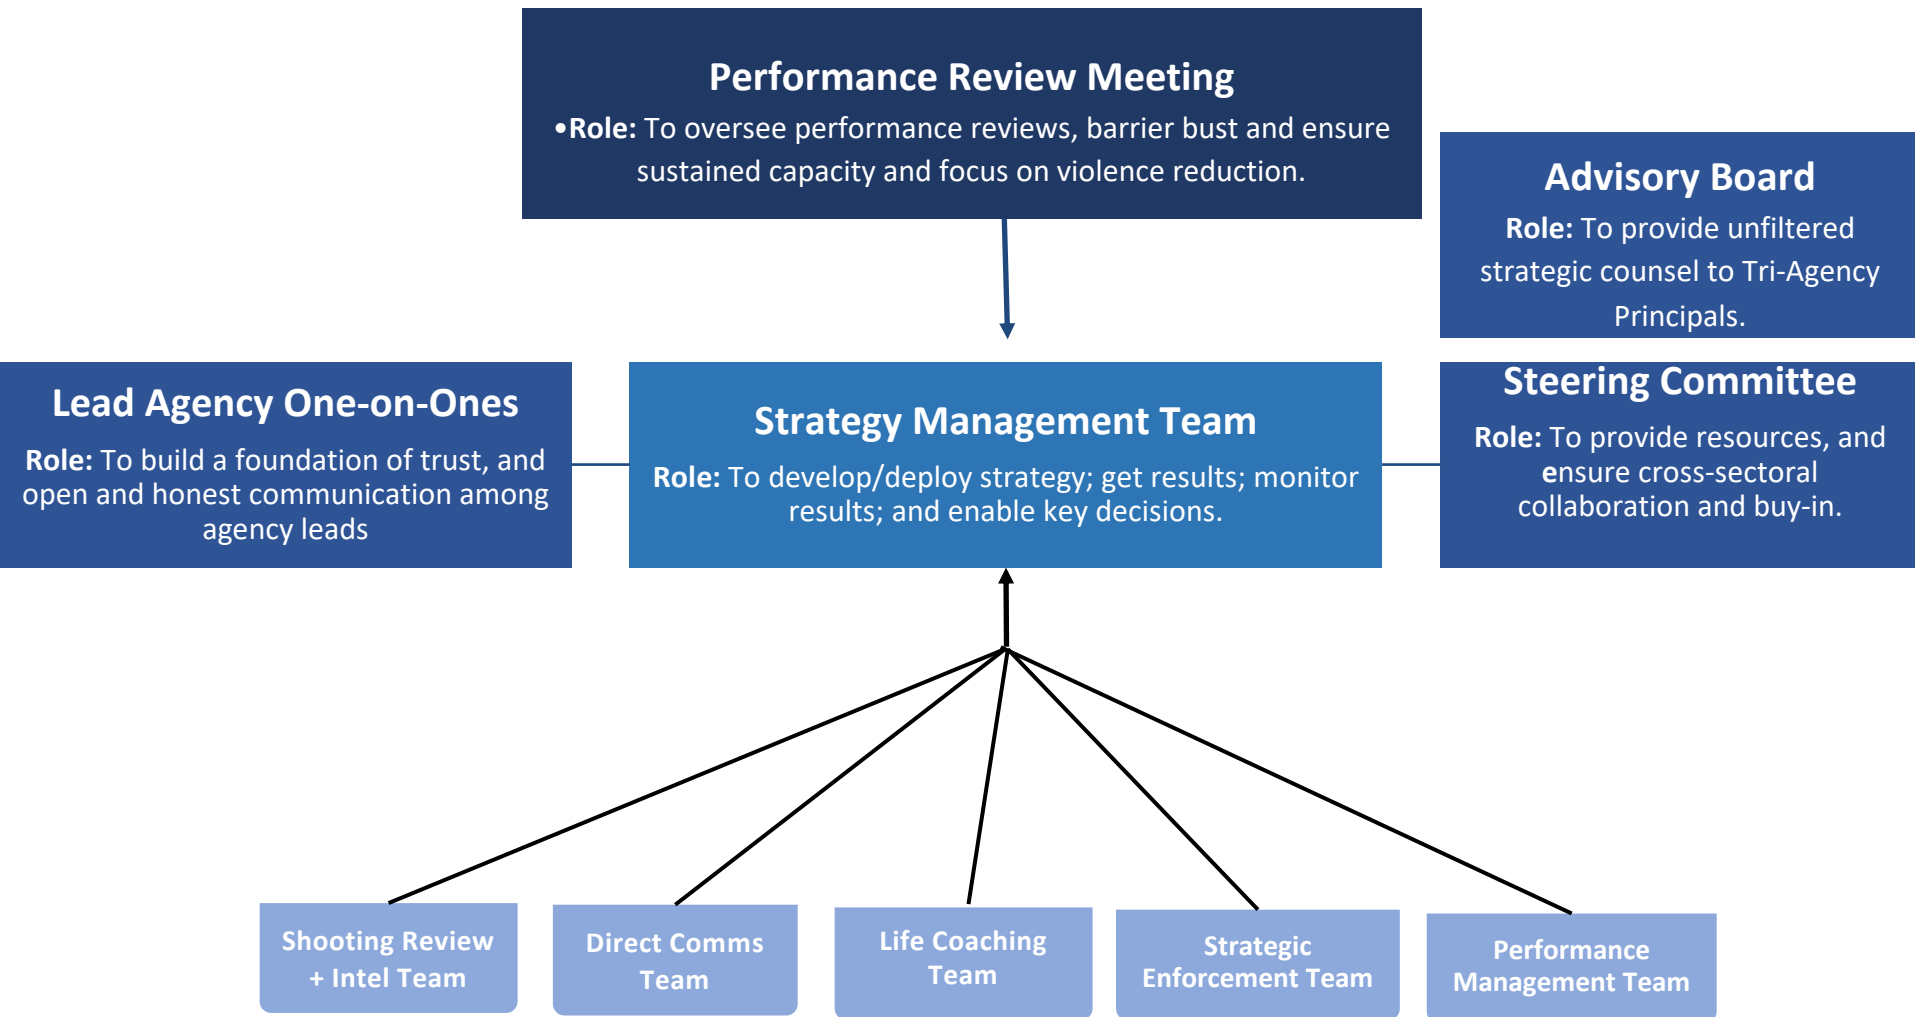 Performance Review Meeting
•Role: To oversee performance reviews, barrier bust and ensure
sustained capacity and focus on violence reduction.
Advisory Board
Role: To provide unfiltered
strategic counsel to Tri-Agency
Principals.
Lead Agency One-on-Ones
Role: To build a foundation of trust, and
open and honest communication among
agency leads
Strategy Management Team
Role: To develop/deploy strategy; get results; monitor
results; and enable key decisions.
Steering Committee
Role: To provide resources, and
ensure cross-sectoral
collaboration and buy-in.
Shooting Review
+ Intel Team
Direct Comms
Team
Life Coaching
Team
Strategic
Enforcement Team
Performance
Management Team